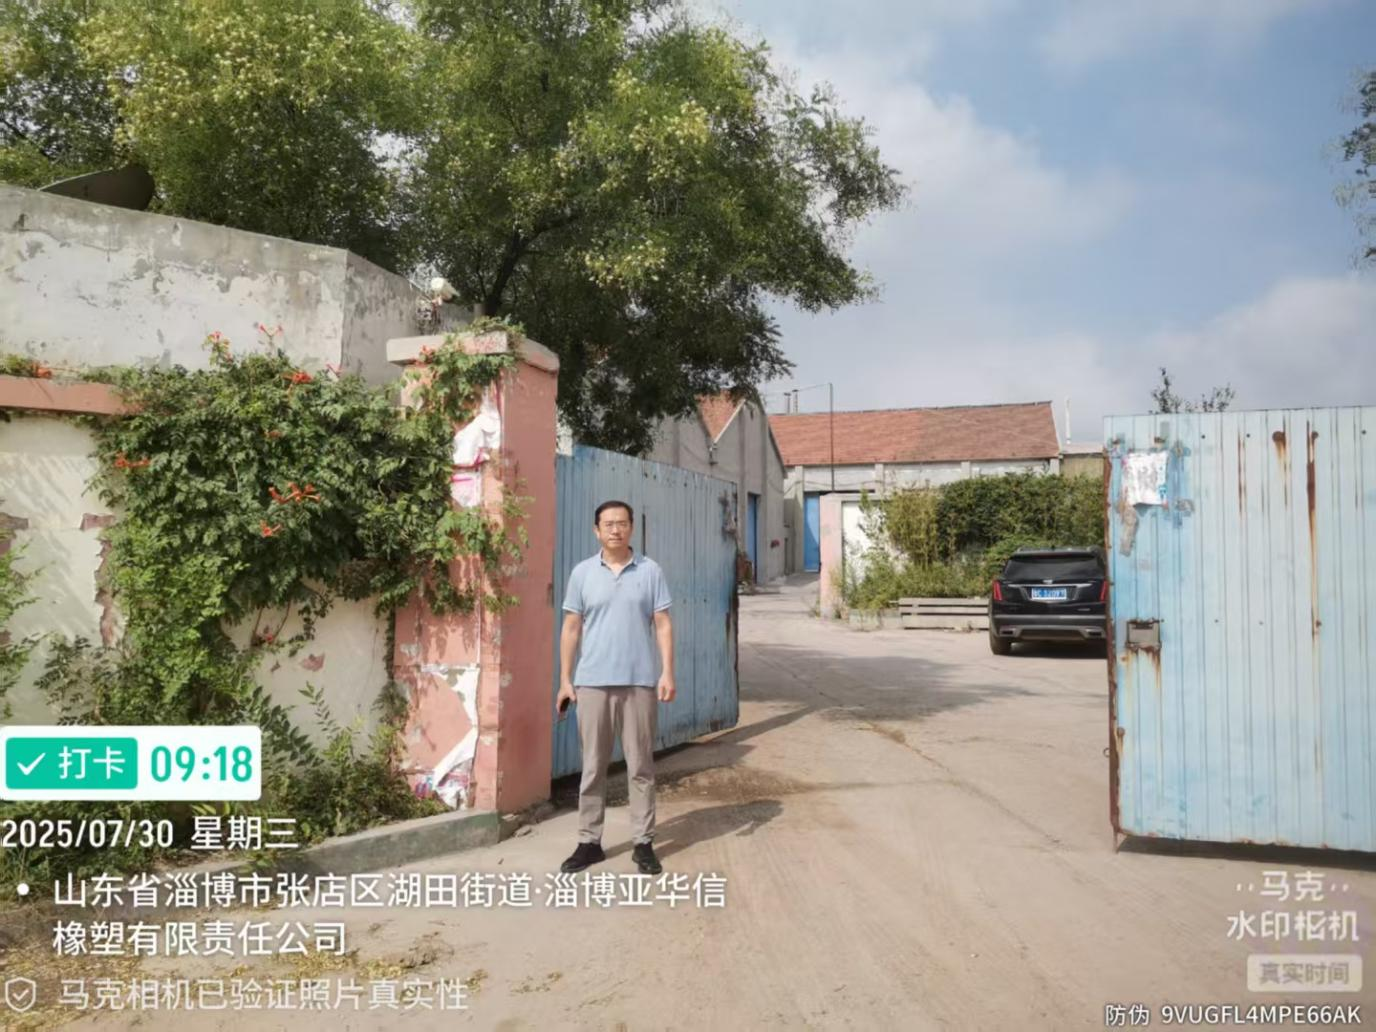 打卡 09:18
2025/07/30 星期三
山东省淄博市张店区湖田街道·淄博亚华信
橡塑有限责任公司
马克相机已验证照片真实性
马克
水印相机
真实时间
防伪 9VUGFL4MPE66AK